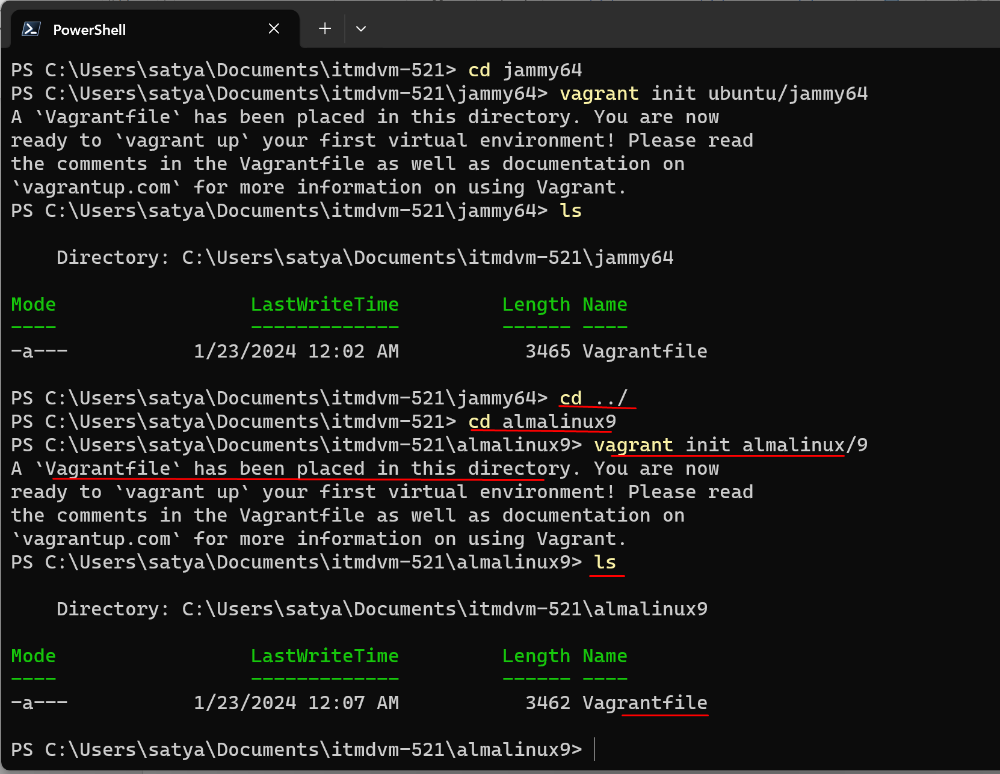 PowerShell
PS C:\Users\satya\Documents\itmdvm-521> cd jammy64
PS C:\Users\satya\Documents\itmdvm-521\jammy64> vagrant init ubuntu/jammy64
A `Vagrantfile` has been placed in this directory. You are now
ready to `vagrant up` your first virtual environment! Please read
the comments in the Vagrantfile as well as documentation on
`vagrantup.com` for more information on using Vagrant.
PS C:\Users\satya\Documents\itmdvm-521\jammy64> ls
Directory: C:\Users\satya\Documents\itmdvm-521\jammy64
Mode                 LastWriteTime         Length Name
----                 -------------         ------ ----
-a---           1/23/2024 12:02 AM           3465 Vagrantfile
PS C:\Users\satya\Documents\itmdvm-521\jammy64> cd ../
PS C:\Users\satya\Documents\itmdvm-521> cd almalinux9
PS C:\Users\satya\Documents\itmdvm-521\almalinux9> vagrant init almalinux/9
A `Vagrantfile` has been placed in this directory. You are now
ready to `vagrant up` your first virtual environment! Please read
the comments in the Vagrantfile as well as documentation on
`vagrantup.com` for more information on using Vagrant.
PS C:\Users\satya\Documents\itmdvm-521\almalinux9> ls
Directory: C:\Users\satya\Documents\itmdvm-521\almalinux9
Mode                 LastWriteTime         Length Name
----                 -------------         ------ ----
-a---           1/23/2024 12:07 AM           3462 Vagrantfile
PS C:\Users\satya\Documents\itmdvm-521\almalinux9>